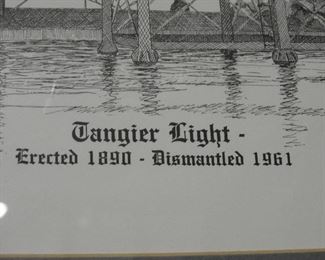 Tangier Light -
Erected 1890 - Dismantled 1961